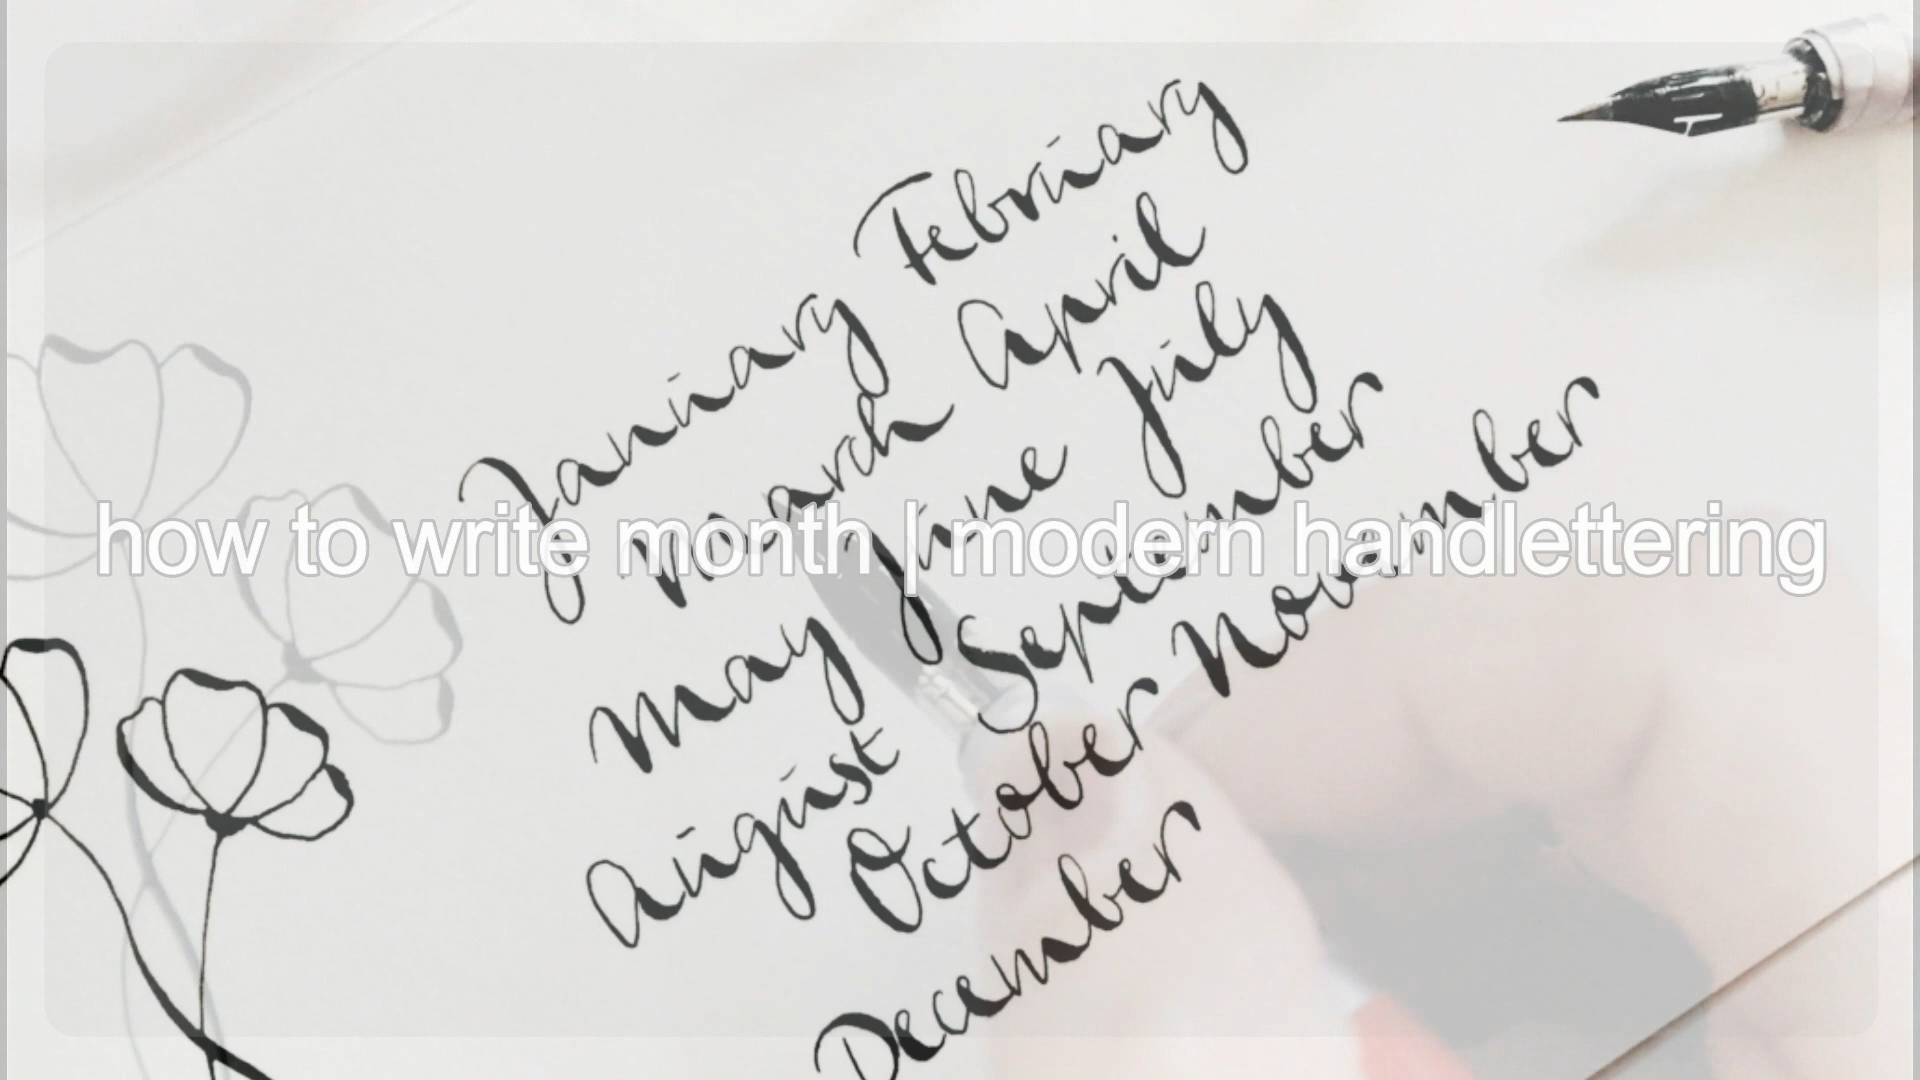 January February
March April
May June July
August September
October November
December
how to write month | modern handlettering